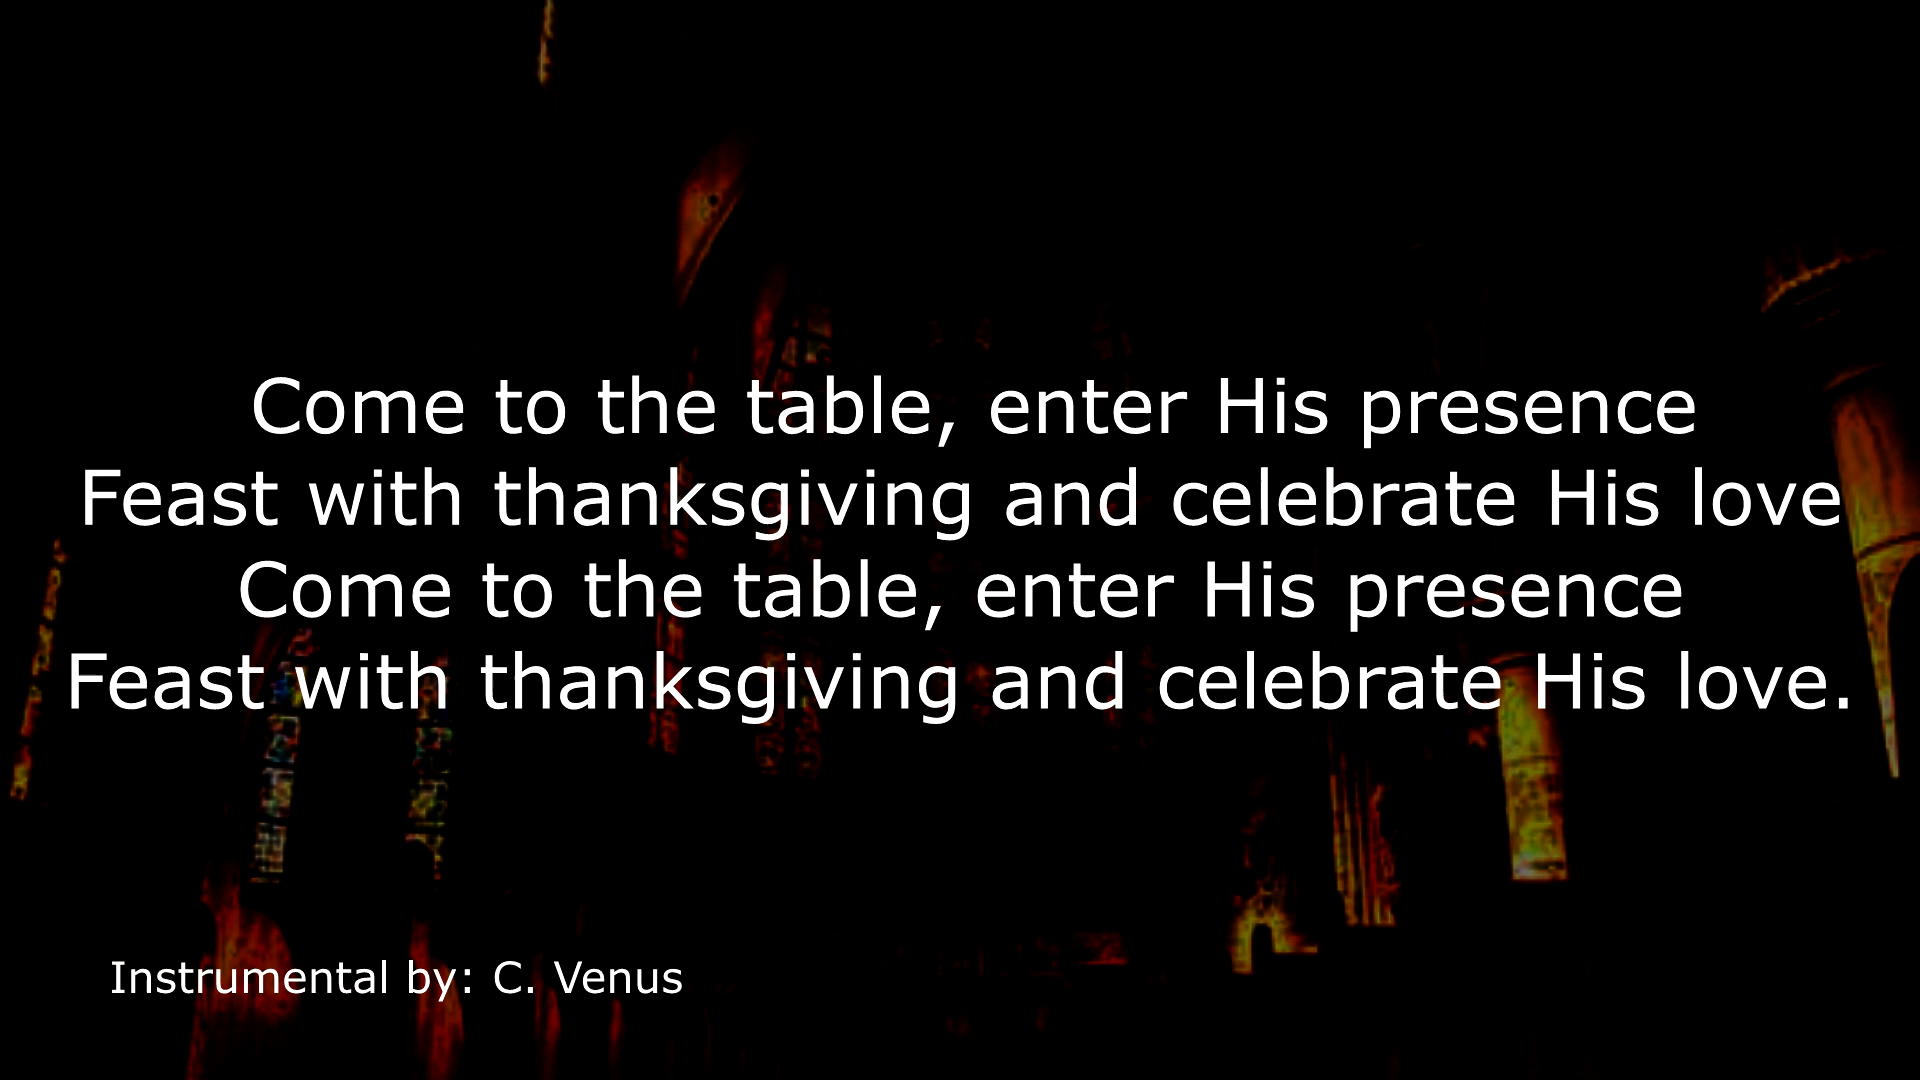 Come to the table, enter His presence
Feast with thanksgiving and celebrate His love
Come to the table, enter His presence
Feast with thanksgiving and celebrate His love.
Instrumental by: C. Venus